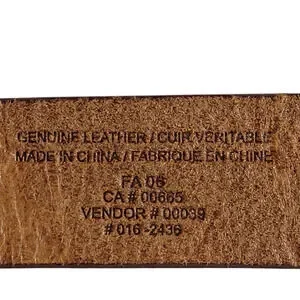 GENUINE LEATHER / CUIR VERITABLE
MADE IN CHINA / FABRIQUE EN CHINE
FA 06
CA # 00665
VENDOR # 00039
# 016 -2436